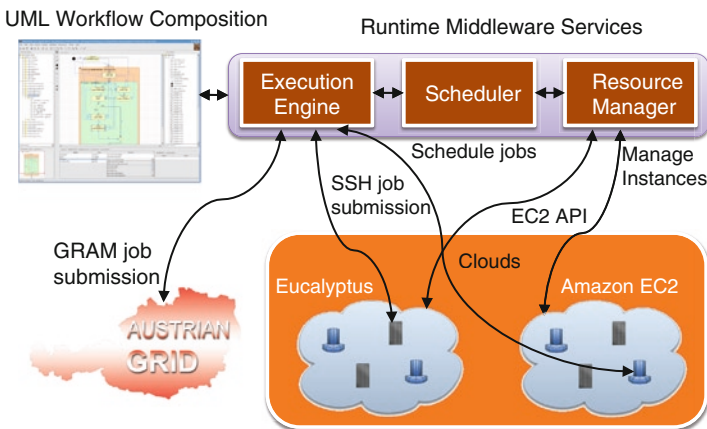 UML Workflow Composition
Runtime Middleware Services
Execution
Engine
Scheduler
Resource
Manager
Schedule jobs
Manage
Instances
SSH job
submission
EC2 API
GRAM job
submission
Clouds
Eucalyptus
Amazon EC2
AUSTRIAN
GRID